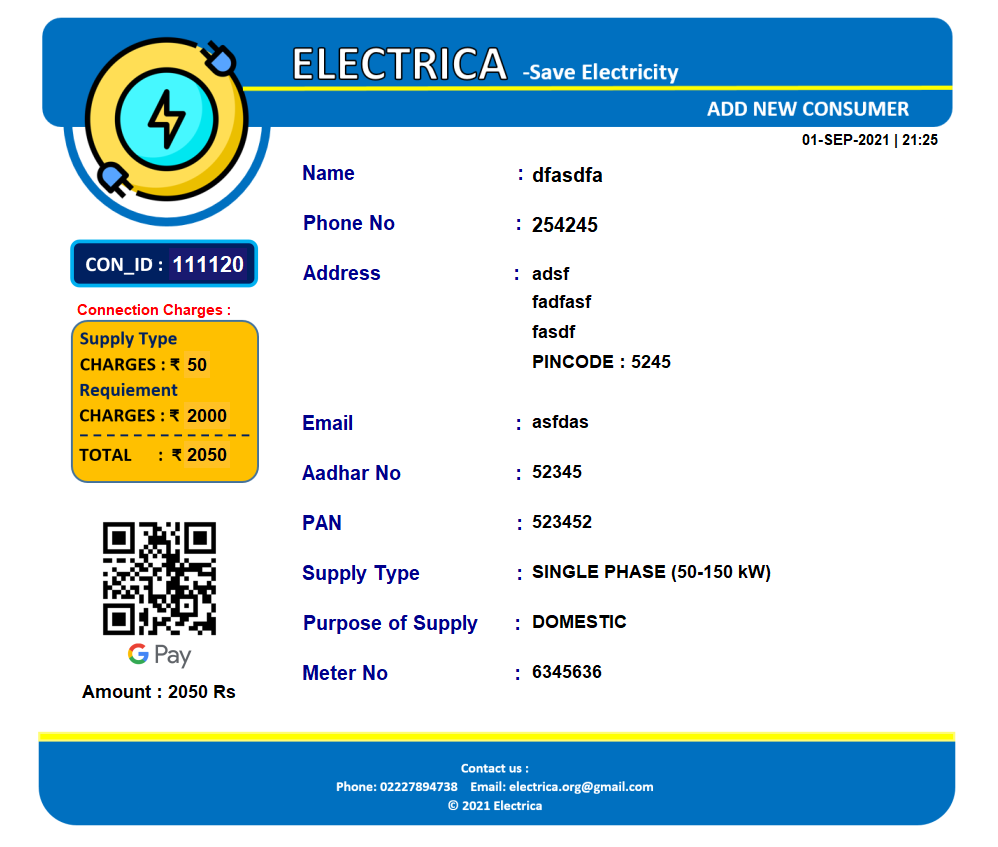 ELECTRICA -Save Electricity
ADD NEW CONSUMER
01-SEP-2021 | 21:25
CON_ID : 111120
Connection Charges :
Supply Type
CHARGES : ₹ 50
Requiement
CHARGES : ₹ 2000
TOTAL : ₹ 2050
G Pay
Amount : 2050 Rs
Name : dfasdfa
Phone No : 254245
Address : adsf
fadfasf
fasdf
PINCODE : 5245
Email : asfdas
Aadhar No : 52345
PAN : 523452
Supply Type : SINGLE PHASE (50-150 kW)
Purpose of Supply : DOMESTIC
Meter No : 6345636
Contact us :
Phone: 02227894738 Email: electrica.org@gmail.com
© 2021 Electrica